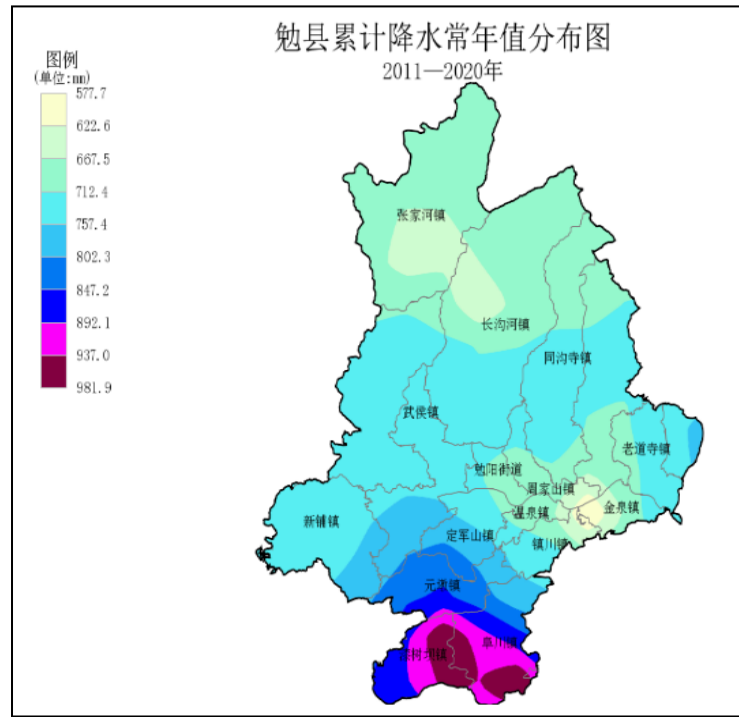 勉县累计降水常年值分布图
2011—2020年
图例
(单位:mm)
577.7
622.6
667.5
712.4
757.4
802.3
847.2
892.1
937.0
981.9
张家河镇
长沟河镇
同沟寺镇
武侯镇
老道寺镇
勉阳街道
周家山镇
金泉镇
温泉镇
新铺镇
定军山镇
镇川镇
元墩镇
阜川镇
漆树坝镇